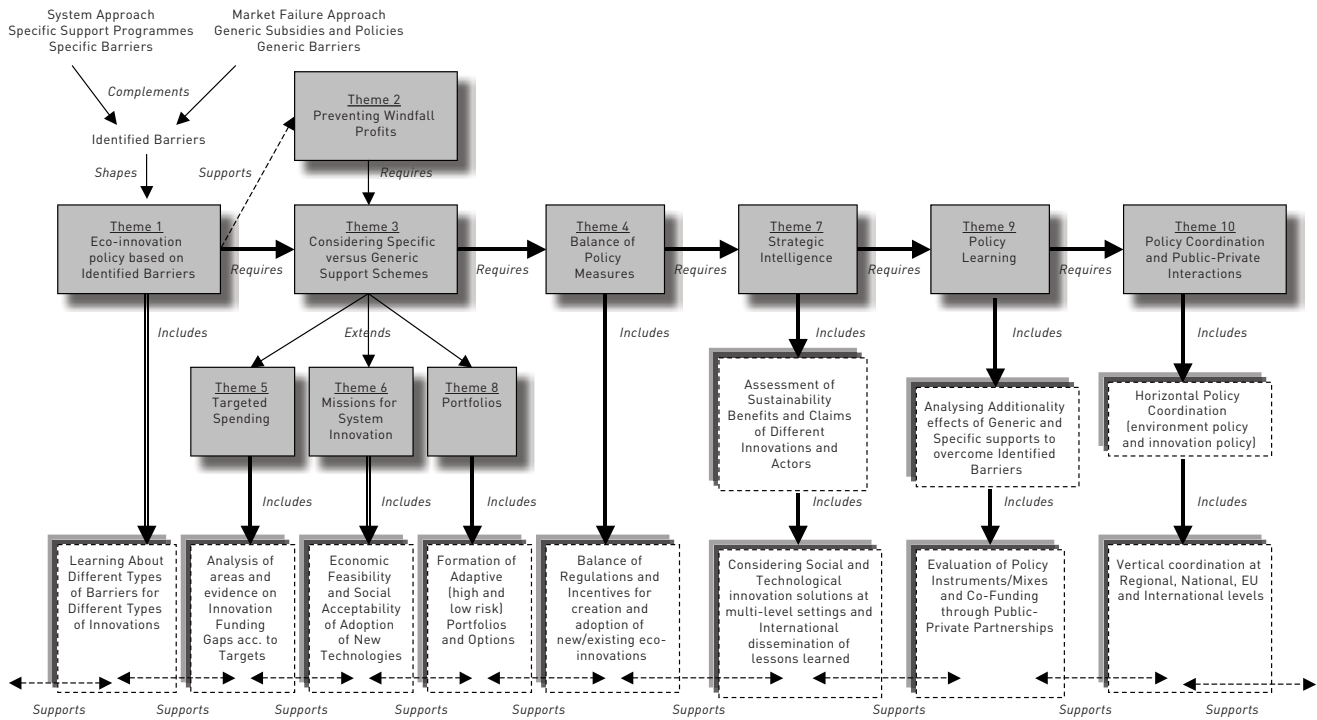 System Approach
Specific Support Programmes
Specific Barriers
Market Failure Approach
Generic Subsidies and Policies
Generic Barriers
Complements
Identified Barriers
Shapes
Supports
Theme 2
Preventing Windfall
Profits
Requires
Theme 1
Eco-innovation
policy based on
Identified Barriers
Requires
Theme 3
Considering Specific
versus Generic
Support Schemes
Requires
Theme 4
Balance of
Policy
Measures
Requires
Theme 7
Strategic
Intelligence
Requires
Theme 9
Policy
Learning
Requires
Theme 10
Policy Coordination
and Public-Private
Interactions
Includes
Extends
Includes
Includes
Includes
Includes
Theme 5
Targeted
Spending
Theme 6
Missions for
System
Innovation
Theme 8
Portfolios
Assessment of
Sustainability
Benefits and Claims
of Different
Innovations and
Actors
Analysing Additionality
effects of Generic and
Specific supports to
overcome Identified
Barriers
Horizontal Policy
Coordination
(environment policy
and innovation policy)
Includes
Includes
Includes
Includes
Includes
Includes
Learning About
Different Types
of Barriers for
Different Types
of Innovations
Analysis of
areas and
evidence on
Innovation
Funding
Gaps acc. to
Targets
Economic
Feasibility
and Social
Acceptability
of Adoption
of New
Technologies
Formation of
Adaptive
(high and
low risk)
Portfolios
and Options
Balance of
Regulations and
Incentives for
creation and
adoption of
new/existing eco-
innovations
Considering Social and
Technological
innovation solutions at
multi-level settings and
International
dissemination of
lessons learned
Evaluation of Policy
Instruments/Mixes
and Co-Funding
through Public-
Private Partnerships
Vertical coordination at
Regional, National, EU
and International levels
Supports
Supports
Supports
Supports
Supports
Supports
Supports
Supports
Supports